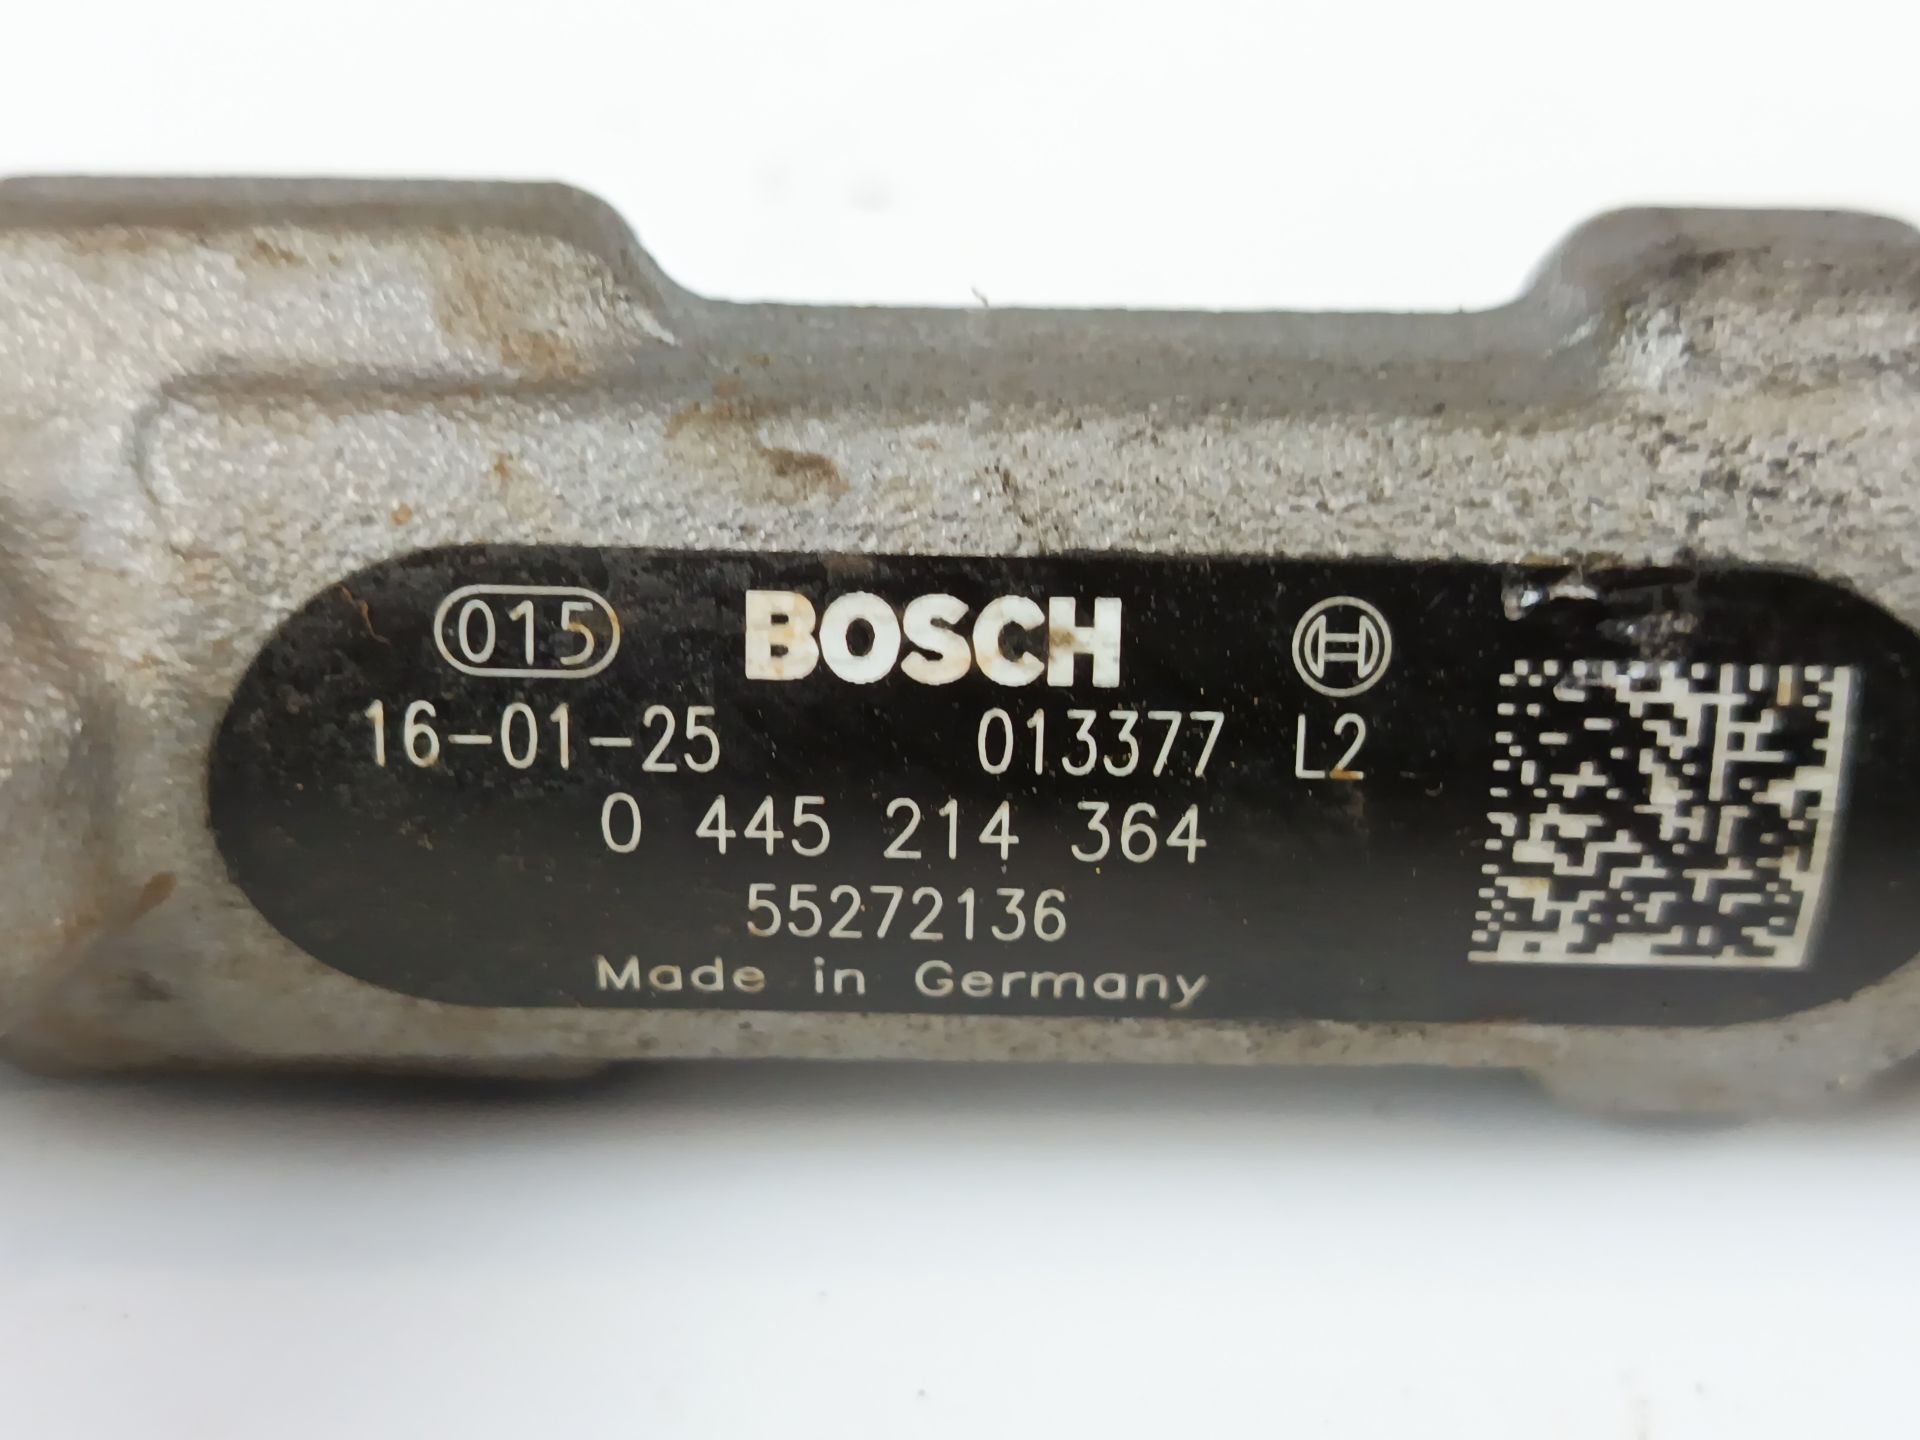 015 BOSCH
16-01-25 013377 L2
0 445 214 364
55272136
Made in Germany